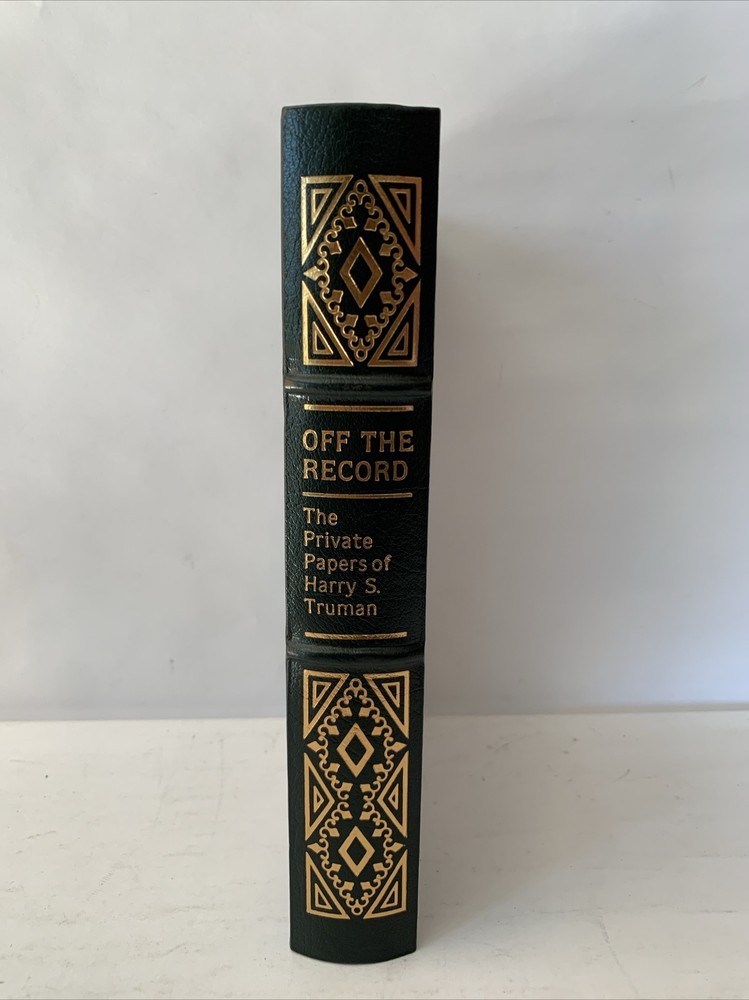 OFF THE
RECORD
The
Private
Papers of
Harry S.
Truman